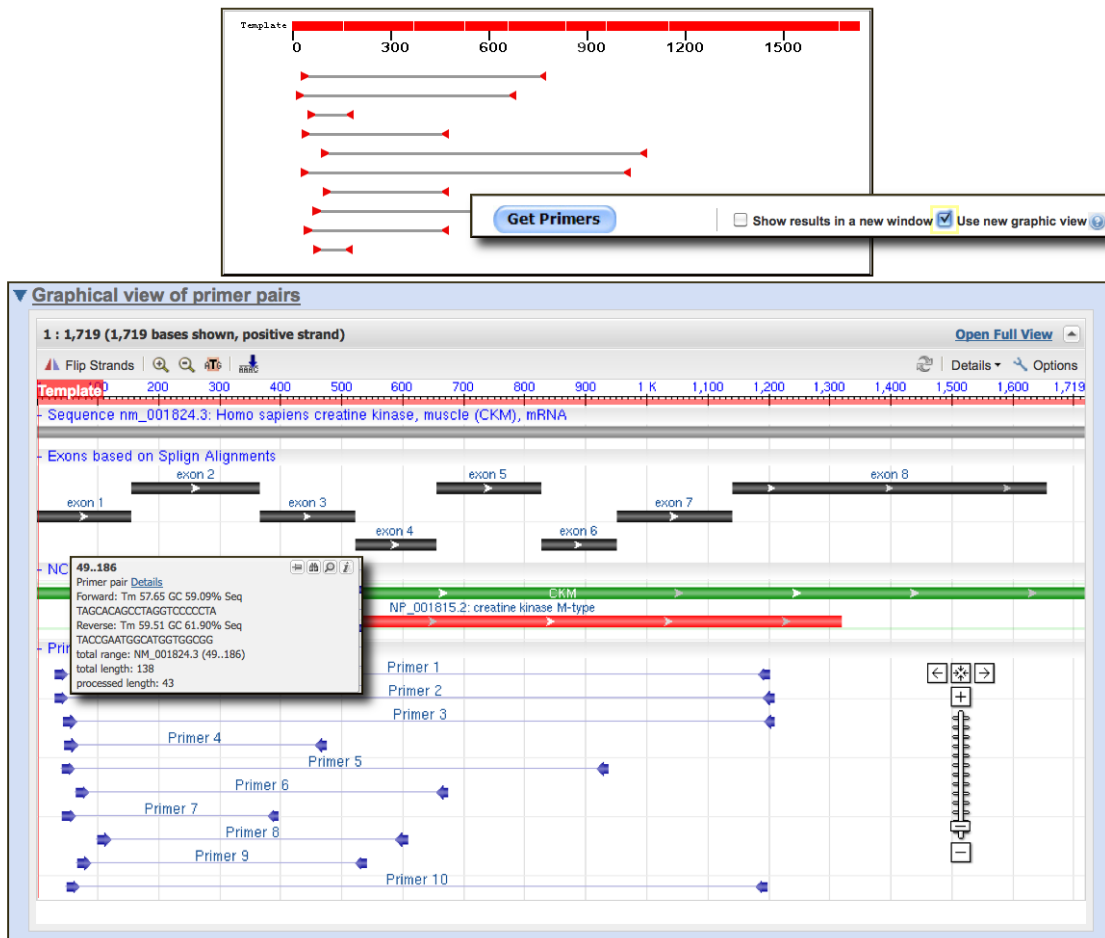 Template
0 300 600 900 1200 1500
Get Primers
Show results in a new window
Use new graphic view
Graphical view of primer pairs
1 : 1,719 (1,719 bases shown, positive strand)
Open Full View
Flip Strands
ATG
Details
Options
Template
200 300 400 500 600 700 800 900 1 K 1,100 1,200 1,300 1,400 1,500 1,600 1,719
Sequence nm_001824.3: Homo sapiens creatine kinase, muscle (CKM), mRNA
Exons based on Splign Alignments
exon 2 exon 5 exon 8
exon 1 exon 3 exon 7
exon 4 exon 6
NC
CKM
NP_001815.2: creatine kinase M-type
49..186
Primer pair Details
Forward: Tm 57.65 GC 59.09% Seq
TAGCACAGCCTAGGTCCCCCTA
Reverse: Tm 59.51 GC 61.90% Seq
TACCGAATGGCATGGTGGCGG
total range: NM_001824.3 (49..186)
total length: 138
processed length: 43
Pri
Primer 1
Primer 2
Primer 3
Primer 4
Primer 5
Primer 6
Primer 7
Primer 8
Primer 9
Primer 10